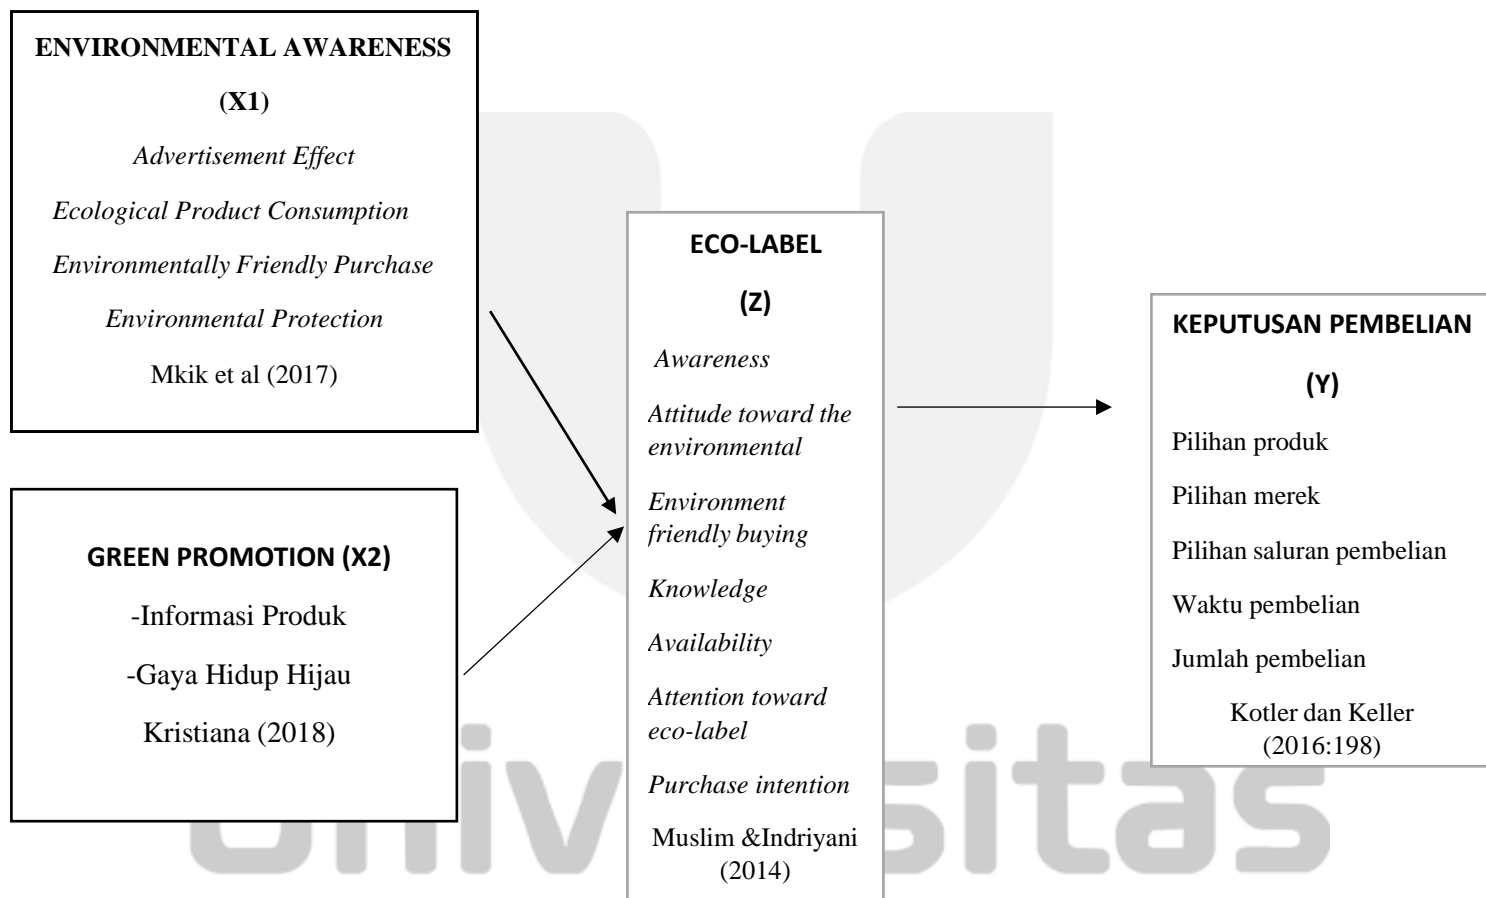 ENVIRONMENTAL AWARENESS
(X1)
Advertisement Effect
Ecological Product Consumption
Environmentally Friendly Purchase
Environmental Protection
Mkik et al (2017)
GREEN PROMOTION (X2)
-Informasi Produk
-Gaya Hidup Hijau
Kristiana (2018)
ECO-LABEL
(Z)
Awareness
Attitude toward the
environmental
Environment
friendly buying
Knowledge
Availability
Attention toward
eco-label
Purchase intention
Muslim &Indriyani
(2014)
KEPUTUSAN PEMBELIAN
(Y)
Pilihan produk
Pilihan merek
Pilihan saluran pembelian
Waktu pembelian
Jumlah pembelian
Kotler dan Keller
(2016:198)